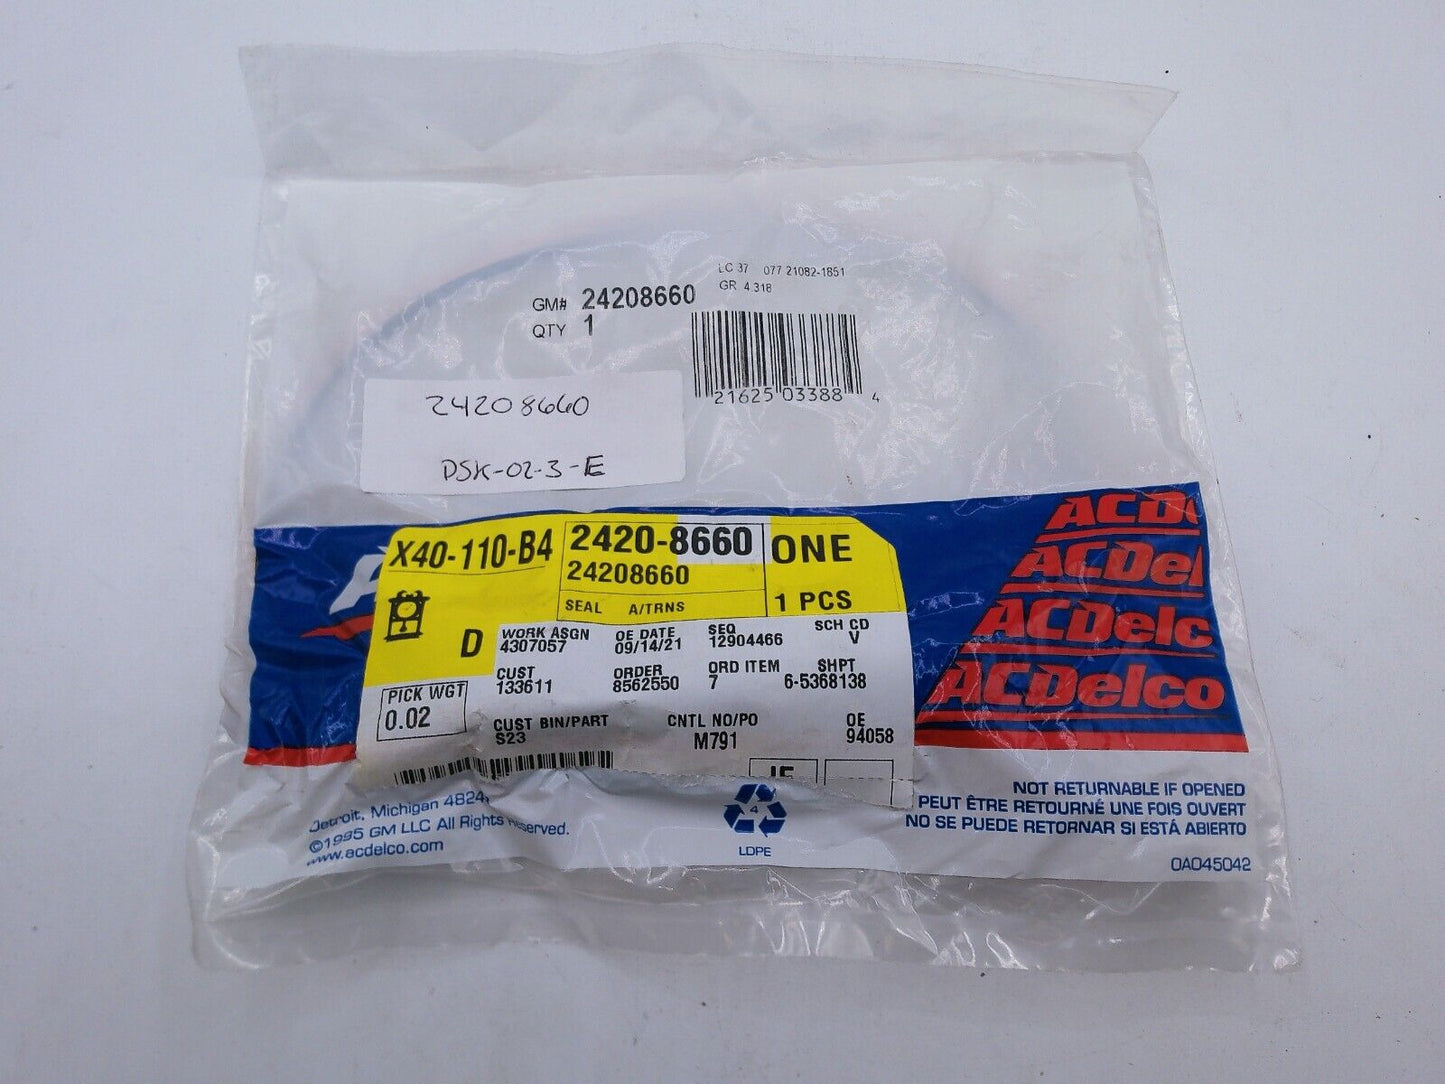 LC 37 077 21082-1851
GR 4.318
GM# 24208660
QTY 1
21625 03388 4
24208660
DSK-02-3-E
X40-110-B4
2420-8660
24208660
SEAL A/TRNS
ONE
1 PCS
D
WORK ASGN
4307057
OE DATE
09/14/21
SEQ
12904466
SCH CD
V
CUST
133611
ORDER
8562550
ORD ITEM
7
SHPT
6-5368138
PICK WGT
0.02
CUST BIN/PART
S23
CNTL NO/PO
M791
OE
94058
ACD
ACDel
ACDelc
ACDelco
Detroit, Michigan 4824
©1995 GM LLC All Rights Reserved.
www.acdelco.com
4
LDPE
NOT RETURNABLE IF OPENED
PEUT ÊTRE RETOURNÉ UNE FOIS OUVERT
NO SE PUEDE RETORNAR SI ESTÁ ABIERTO
0A045042